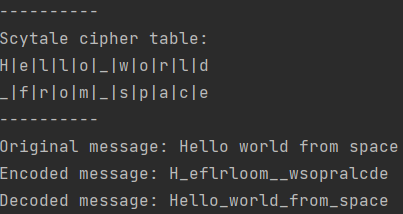 ----------
Scytale cipher table:
H|e|l|l|o|_|w|o|r|l|d
_|f|r|o|m|_|s|p|a|c|e
----------
Original message: Hello world from space
Encoded message: H_eflrloom__wsopralcde
Decoded message: Hello_world_from_space